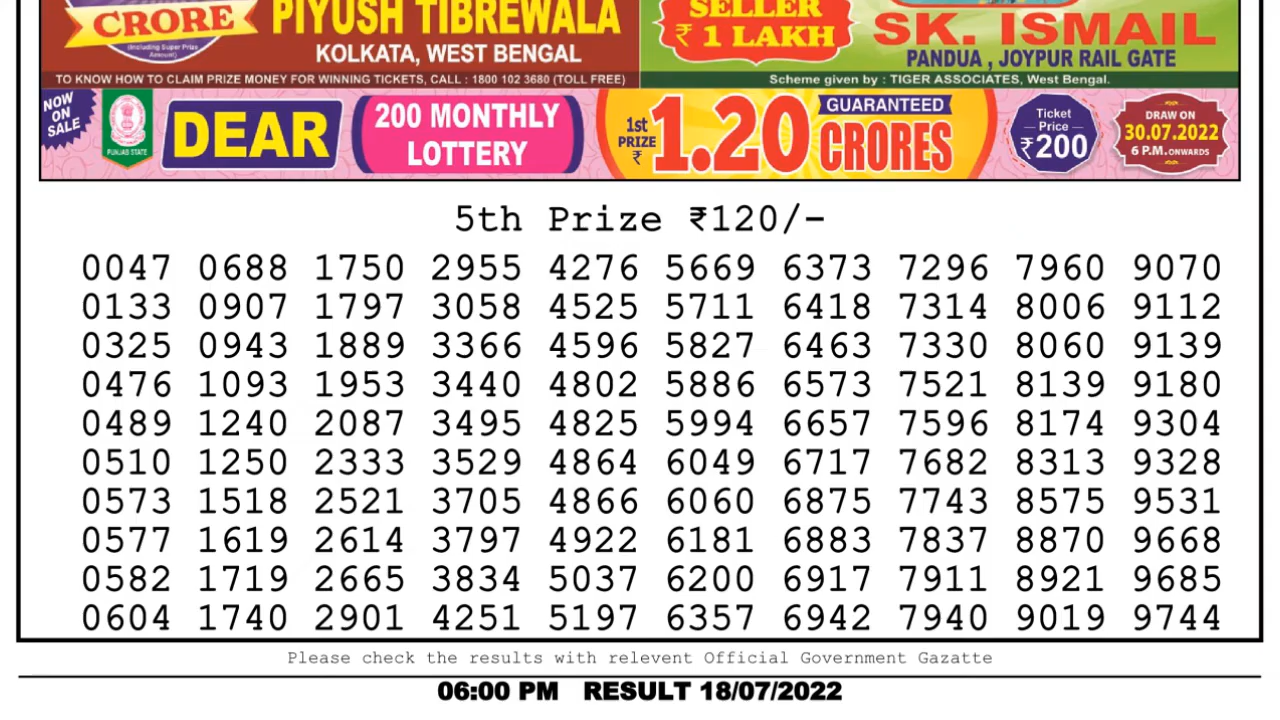 CRORE
(Including Super Prize Amount)
PIYUSH TIBREWALA
KOLKATA, WEST BENGAL
TO KNOW HOW TO CLAIM PRIZE MONEY FOR WINNING TICKETS, CALL : 1800 102 3680 (TOLL FREE)
SELLER
₹ 1 LAKH
SK. ISMAIL
PANDUA , JOYPUR RAIL GATE
Scheme given by : TIGER ASSOCIATES, West Bengal.
NOW
ON
SALE
PUNJAB STATE
DEAR
200 MONTHLY
LOTTERY
1st
PRIZE
₹
1.20
GUARANTEED
CRORES
Ticket
Price
₹200
DRAW ON
30.07.2022
6 P.M. ONWARDS
5th Prize ₹120/-
0047 0688 1750 2955 4276 5669 6373 7296 7960 9070
0133 0907 1797 3058 4525 5711 6418 7314 8006 9112
0325 0943 1889 3366 4596 5827 6463 7330 8060 9139
0476 1093 1953 3440 4802 5886 6573 7521 8139 9180
0489 1240 2087 3495 4825 5994 6657 7596 8174 9304
0510 1250 2333 3529 4864 6049 6717 7682 8313 9328
0573 1518 2521 3705 4866 6060 6875 7743 8575 9531
0577 1619 2614 3797 4922 6181 6883 7837 8870 9668
0582 1719 2665 3834 5037 6200 6917 7911 8921 9685
0604 1740 2901 4251 5197 6357 6942 7940 9019 9744
Please check the results with relevent Official Government Gazatte
06:00 PM RESULT 18/07/2022